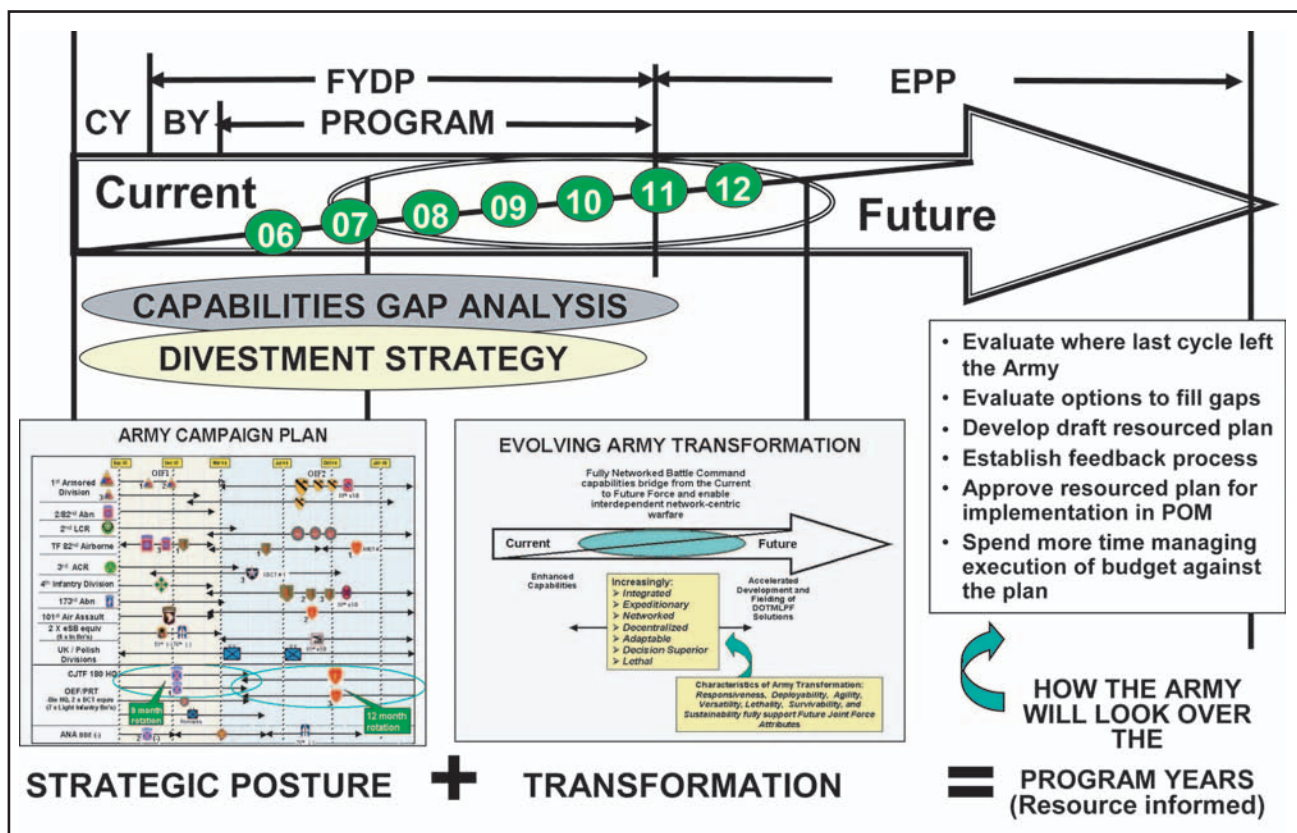 FYDP
EPP
CY
BY
PROGRAM
Current
06
07
08
09
10
11
12
Future
CAPABILITIES GAP ANALYSIS
DIVESTMENT STRATEGY
• Evaluate where last cycle left
the Army
• Evaluate options to fill gaps
• Develop draft resourced plan
• Establish feedback process
• Approve resourced plan for
implementation in POM
• Spend more time managing
execution of budget against
the plan
ARMY CAMPAIGN PLAN
OIF1
OIF2
1st Armored
Division
2/82nd Abn
2nd LCR
TF 82nd Airborne
3rd ACR
4th Infantry Division
173rd Abn
101st Air Assault
2 X eSB equiv
UK / Polish
Divisions
CJTF 180 HQ
OEF/PRT
9 month
rotation
12 month
rotation
EVOLVING ARMY TRANSFORMATION
Fully Networked Battle Command
capabilities bridge from the Current
to Future Force and enable
interdependent network-centric
warfare
Current
Future
Enhanced
Capabilities
Increasingly:
➢ Integrated
➢ Expeditionary
➢ Networked
➢ Decentralized
➢ Adaptable
➢ Decision Superior
➢ Lethal
Accelerated
Development and
Fielding of
DOTMLPF
Solutions
Characteristics of Army Transformation:
Responsiveness, Deployability, Agility,
Versatility, Lethality, Survivability, and
Sustainability fully support Future Joint Force
Attributes
HOW THE ARMY
WILL LOOK OVER
THE
STRATEGIC POSTURE + TRANSFORMATION = PROGRAM YEARS
(Resource informed)